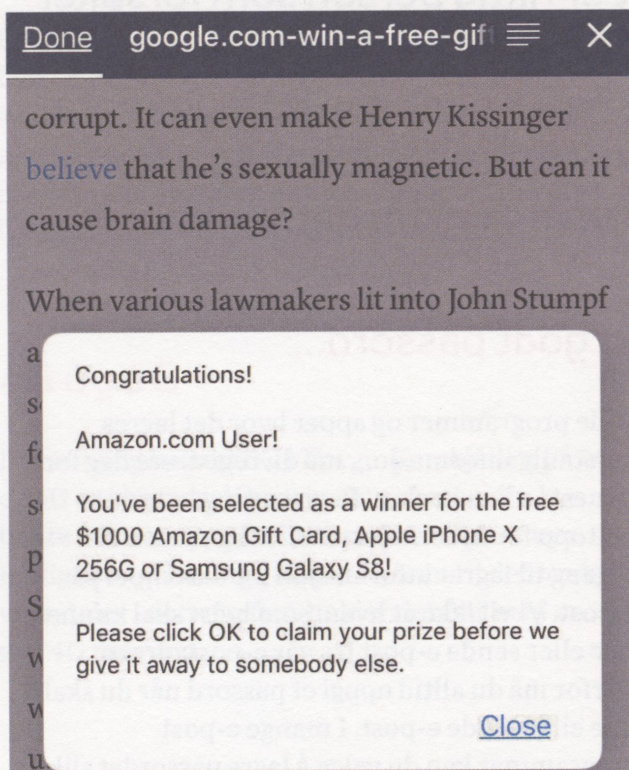 Done google.com-win-a-free-gift
corrupt. It can even make Henry Kissinger
believe that he's sexually magnetic. But can it
cause brain damage?
When various lawmakers lit into John Stumpf
Congratulations!
Amazon.com User!
You've been selected as a winner for the free
$1000 Amazon Gift Card, Apple iPhone X
256G or Samsung Galaxy S8!
Please click OK to claim your prize before we
give it away to somebody else.
Close